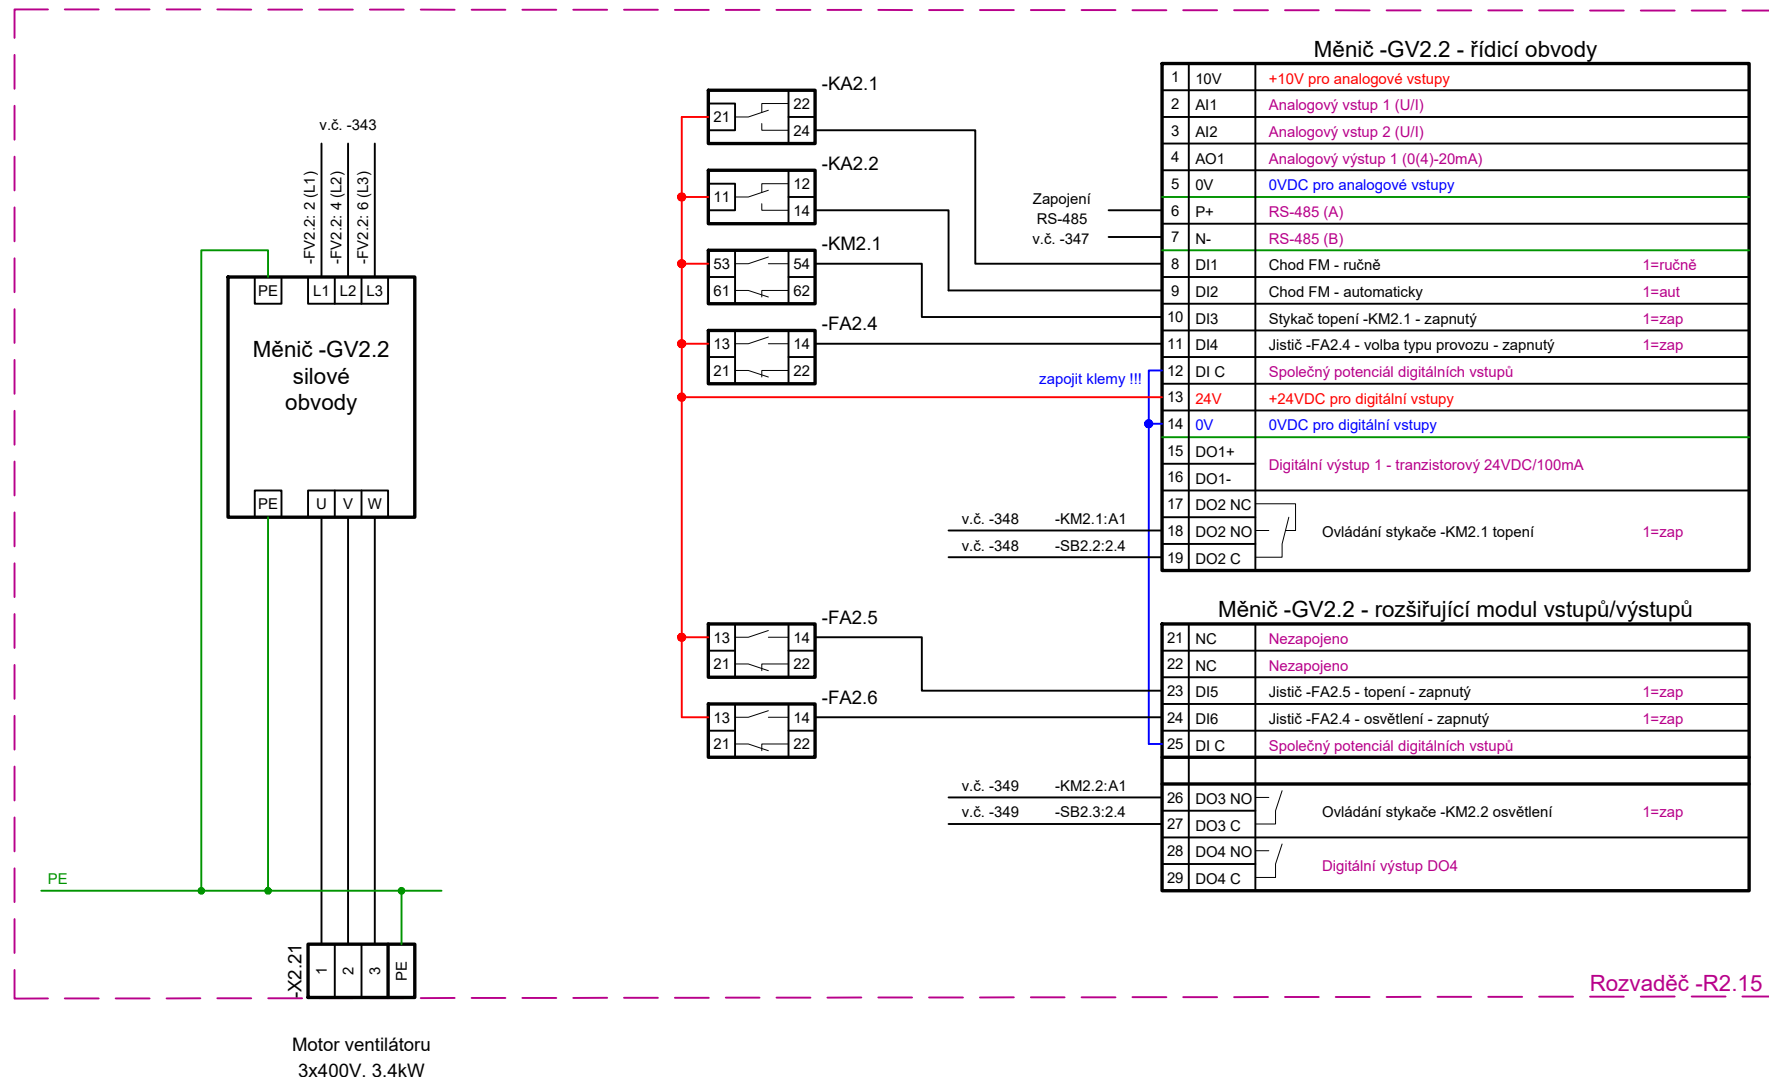 v.č. -343
-FV2.2: 2 (L1)
-FV2.2: 4 (L2)
-FV2.2: 6 (L3)
PE L1 L2 L3
Měnič -GV2.2
silové
obvody
PE U V W
PE
-X2.21
1 2 3 PE
Motor ventilátoru
3x400V, 3.4kW
-KA2.1
21 22
24
-KA2.2
11 12
14
-KM2.1
53 54
61 62
-FA2.4
13 14
21 22
Zapojení
RS-485
v.č. -347
zapojit klemy !!!
v.č. -348 -KM2.1:A1
v.č. -348 -SB2.2:2.4
-FA2.5
13 14
21 22
-FA2.6
13 14
21 22
v.č. -349 -KM2.2:A1
v.č. -349 -SB2.3:2.4
Měnič -GV2.2 - řídicí obvody
1 10V +10V pro analogové vstupy
2 AI1 Analogový vstup 1 (U/I)
3 AI2 Analogový vstup 2 (U/I)
4 AO1 Analogový výstup 1 (0(4)-20mA)
5 0V 0VDC pro analogové vstupy
6 P+ RS-485 (A)
7 N- RS-485 (B)
8 DI1 Chod FM - ručně 1=ručně
9 DI2 Chod FM - automaticky 1=aut
10 DI3 Stykač topení -KM2.1 - zapnutý 1=zap
11 DI4 Jistič -FA2.4 - volba typu provozu - zapnutý 1=zap
12 DI C Společný potenciál digitálních vstupů
13 24V +24VDC pro digitální vstupy
14 0V 0VDC pro digitální vstupy
15 DO1+
Digitální výstup 1 - tranzistorový 24VDC/100mA
16 DO1-
17 DO2 NC
18 DO2 NO Ovládání stykače -KM2.1 topení 1=zap
19 DO2 C
Měnič -GV2.2 - rozšiřující modul vstupů/výstupů
21 NC Nezapojeno
22 NC Nezapojeno
23 DI5 Jistič -FA2.5 - topení - zapnutý 1=zap
24 DI6 Jistič -FA2.4 - osvětlení - zapnutý 1=zap
25 DI C Společný potenciál digitálních vstupů
26 DO3 NO
Ovládání stykače -KM2.2 osvětlení 1=zap
27 DO3 C
28 DO4 NO
Digitální výstup DO4
29 DO4 C
Rozvaděč -R2.15